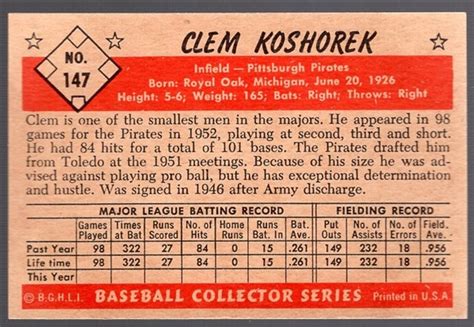 NO.
147
CLEM KOSHOREK
Infield — Pittsburgh Pirates
Born: Royal Oak, Michigan, June 20, 1926
Height: 5-6; Weight: 165; Bats: Right; Throws: Right
Clem is one of the smallest men in the majors. He appeared in 98
games for the Pirates in 1952, playing at second, third and short.
He had 84 hits for a total of 101 bases. The Pirates drafted him
from Toledo at the 1951 meetings. Because of his size he was ad-
vised against playing pro ball, but he has exceptional determination
and hustle. Was signed in 1946 after Army discharge.
MAJOR LEAGUE BATTING RECORD FIELDING RECORD
Games Played Times at Bat Runs Scored No. of Hits Home Runs Runs Bat. In Bat. Ave. Put Outs No. of Assists No. of Errors Field. Ave.
Past Year 98 322 27 84 0 15 .261 149 232 18 .956
Life time 98 322 27 84 0 15 .261 149 232 18 .956
This Year
© B.G.H.L.I. BASEBALL COLLECTOR SERIES Printed in U.S.A.